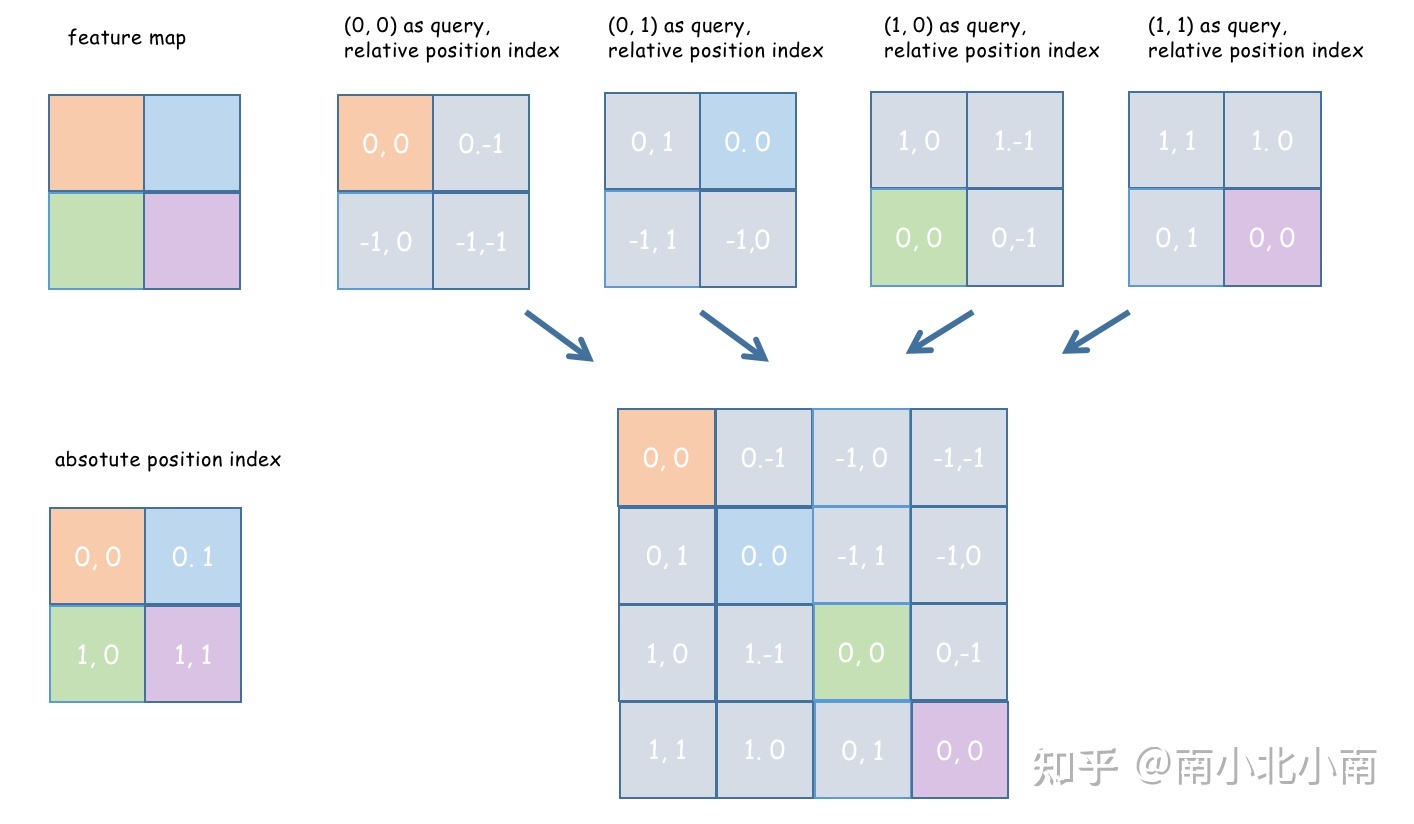 feature map
(0, 0) as query,
relative position index
(0, 1) as query,
relative position index
(1, 0) as query,
relative position index
(1, 1) as query,
relative position index
0, 0 0.-1
-1, 0 -1,-1
0, 1 0. 0
-1, 1 -1,0
1, 0 1.-1
0, 0 0,-1
1, 1 1. 0
0, 1 0, 0
absotute position index
0, 0 0. 1
1, 0 1, 1
0, 0 0.-1 -1, 0 -1,-1
0, 1 0. 0 -1, 1 -1,0
1, 0 1.-1 0, 0 0,-1
1, 1 1. 0 0, 1 0, 0
知乎 @南小北小南